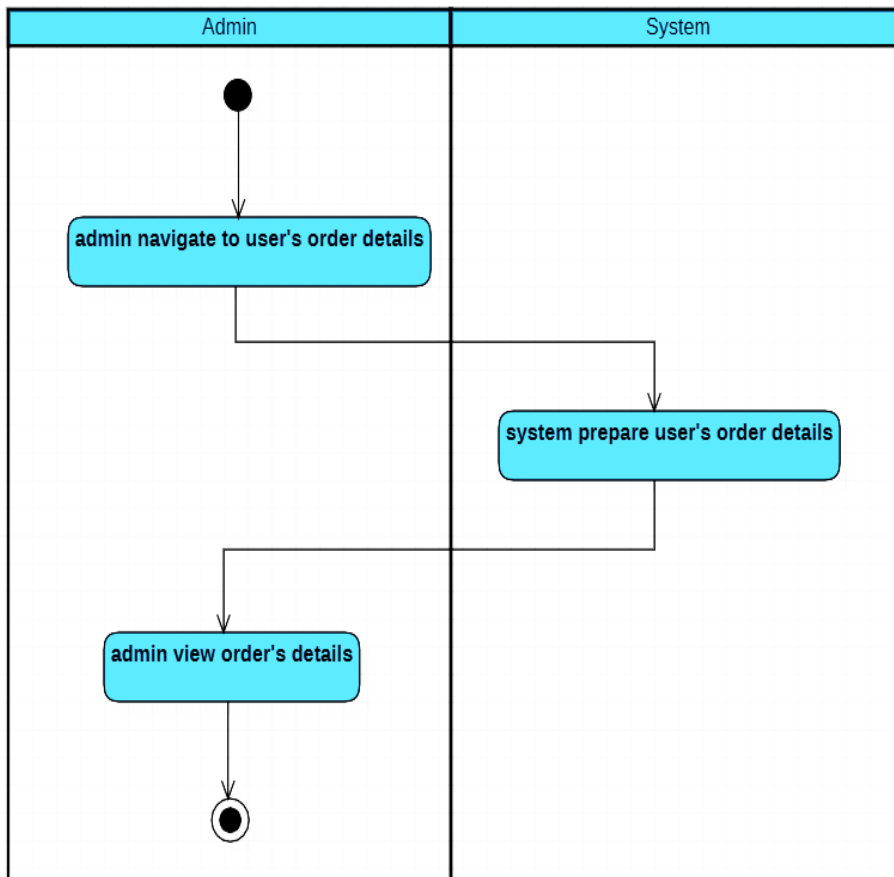 Admin
System
admin navigate to user's order details
system prepare user's order details
admin view order's details